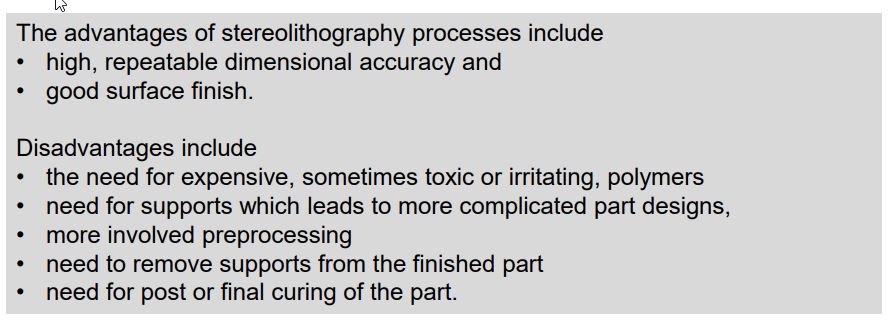 The advantages of stereolithography processes include
• high, repeatable dimensional accuracy and
• good surface finish.
Disadvantages include
• the need for expensive, sometimes toxic or irritating, polymers
• need for supports which leads to more complicated part designs,
• more involved preprocessing
• need to remove supports from the finished part
• need for post or final curing of the part.